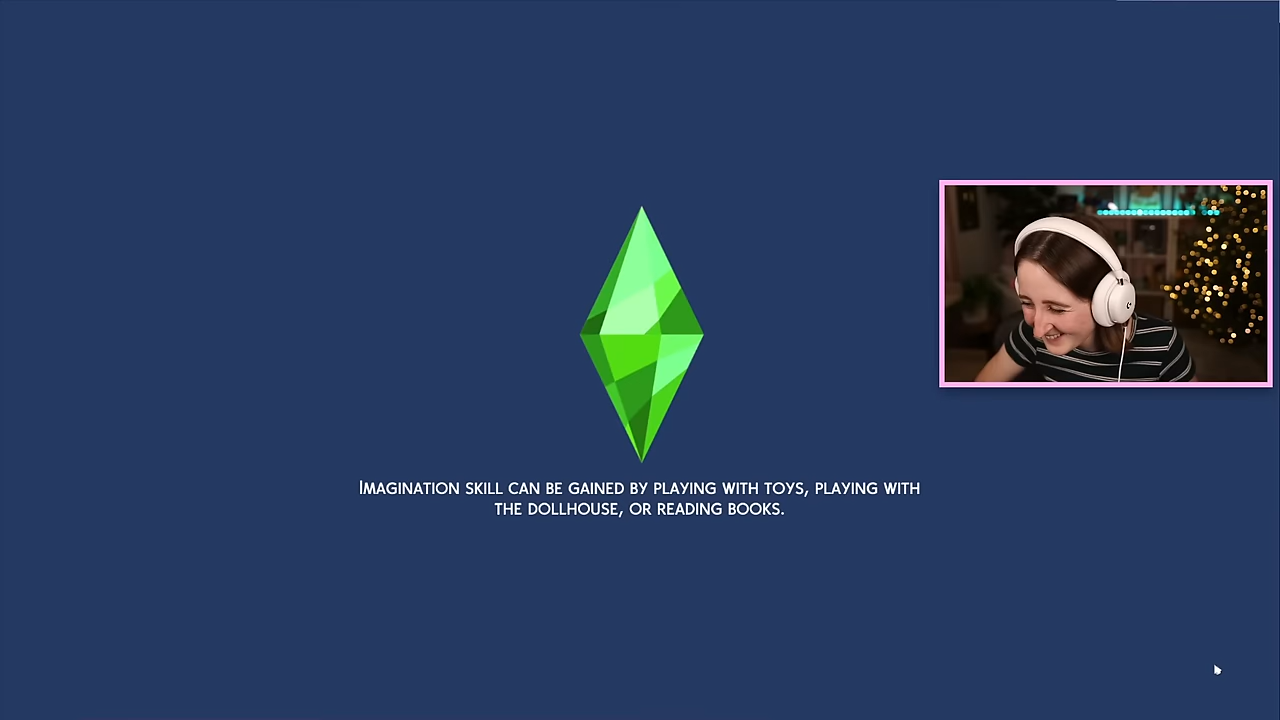 Imagination skill can be gained by playing with toys, playing with
the dollhouse, or reading books.